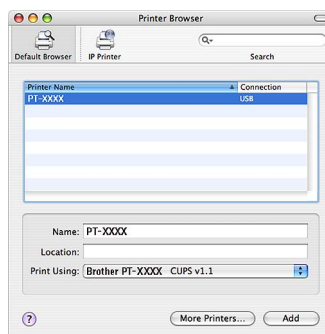 Printer Browser
Default Browser IP Printer Search
Printer Name Connection
PT-XXXX USB
Name: PT-XXXX
Location:
Print Using: Brother PT-XXXX CUPS v1.1
? More Printers... Add